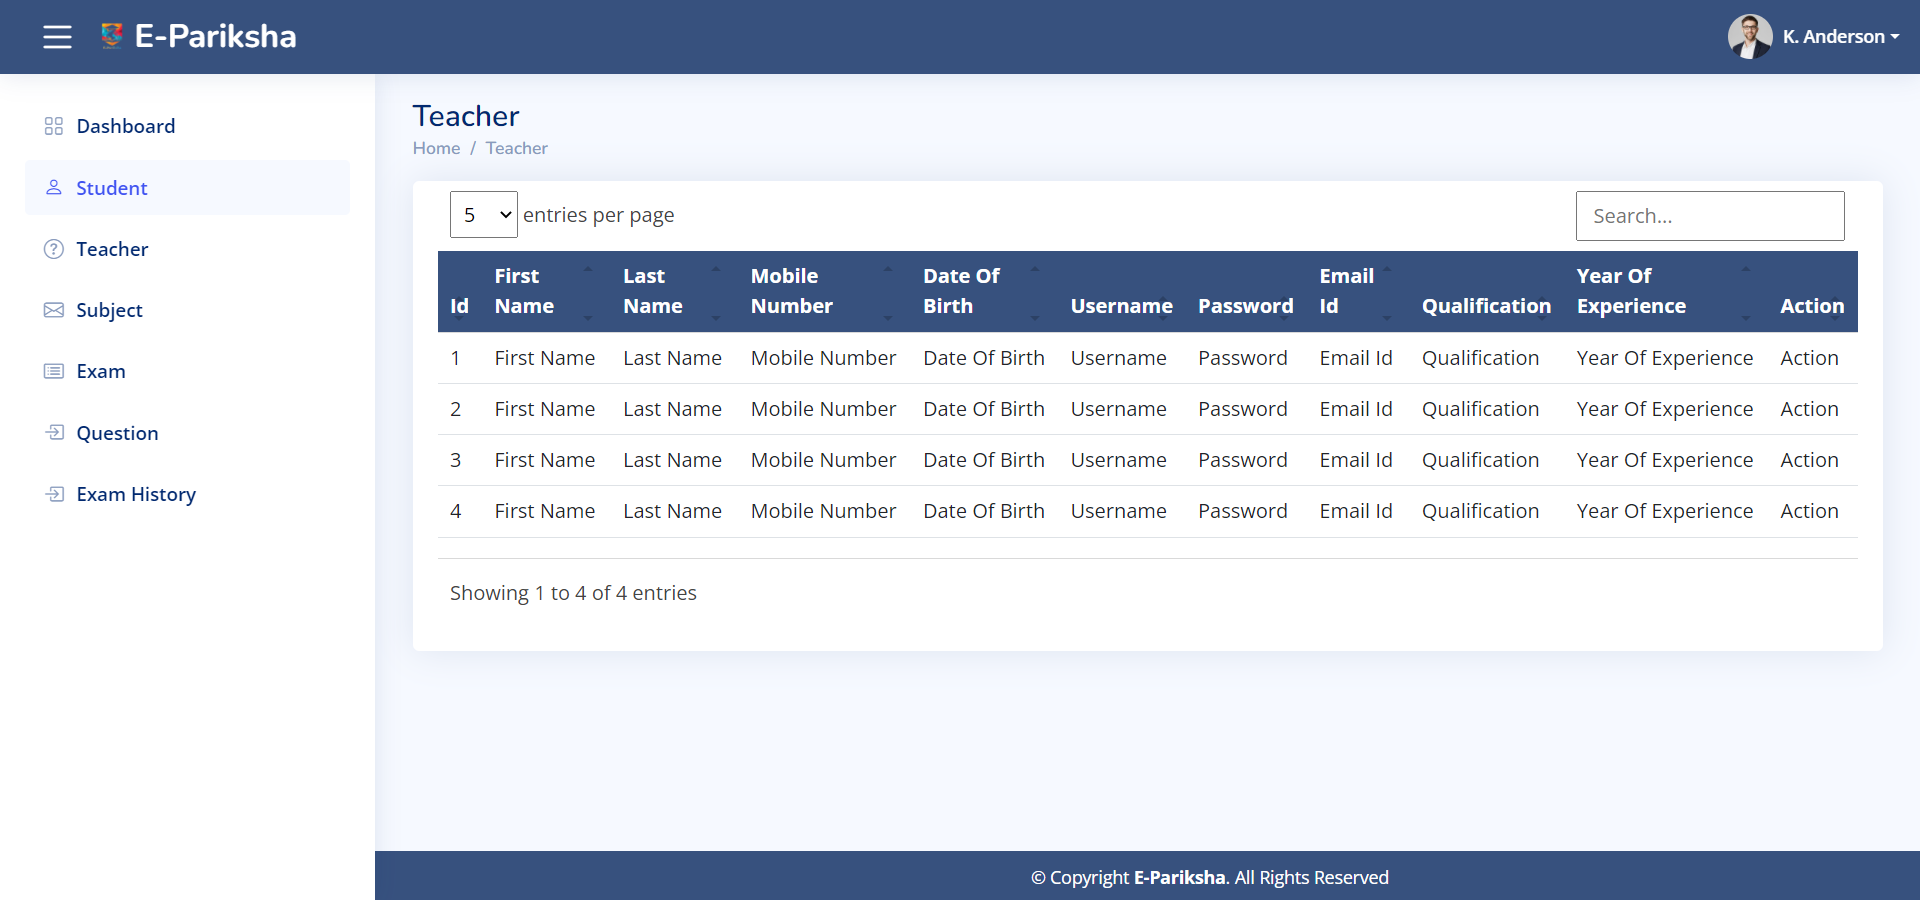 E-Pariksha
K. Anderson
Dashboard
Student
Teacher
Subject
Exam
Question
Exam History
Teacher
Home / Teacher
5 entries per page
Search...
Id First Name Last Name Mobile Number Date Of Birth Username Password Email Id Qualification Year Of Experience Action
1 First Name Last Name Mobile Number Date Of Birth Username Password Email Id Qualification Year Of Experience Action
2 First Name Last Name Mobile Number Date Of Birth Username Password Email Id Qualification Year Of Experience Action
3 First Name Last Name Mobile Number Date Of Birth Username Password Email Id Qualification Year Of Experience Action
4 First Name Last Name Mobile Number Date Of Birth Username Password Email Id Qualification Year Of Experience Action
Showing 1 to 4 of 4 entries
© Copyright E-Pariksha. All Rights Reserved